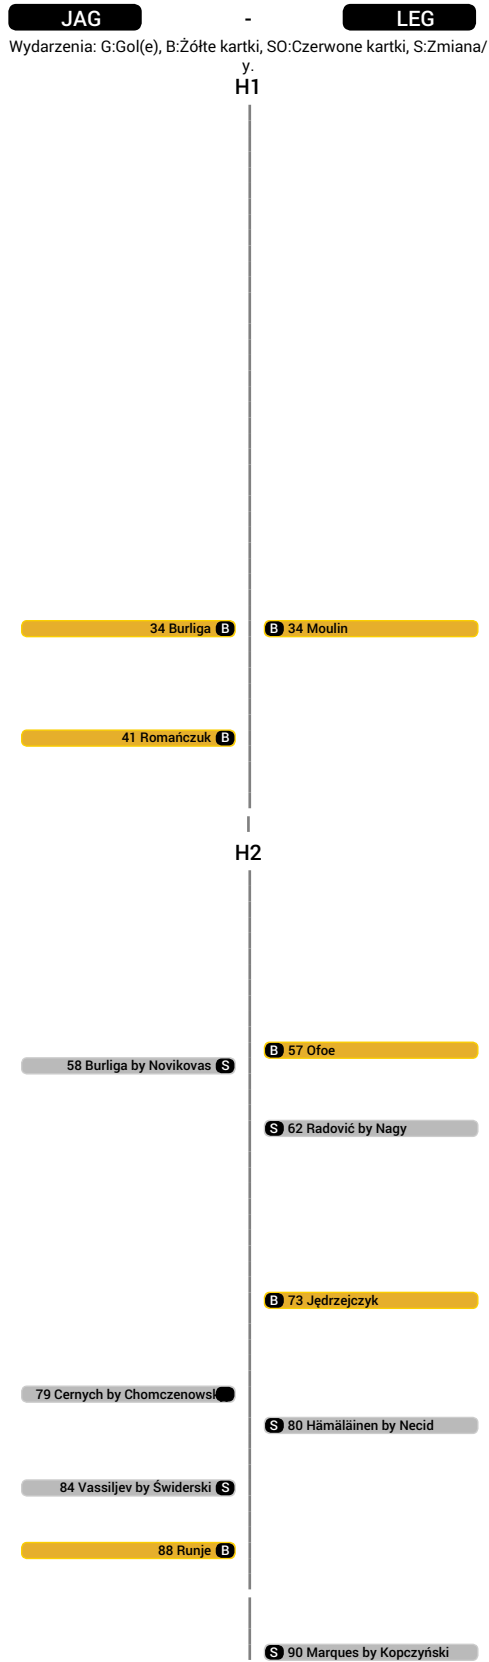 JAG - LEG
Wydarzenia: G:Gol(e), B:Żółte kartki, SO:Czerwone kartki, S:Zmiana/
y.
H1
34 Burliga B B 34 Moulin
41 Romańczuk B
H2
B 57 Ofoe
58 Burliga by Novikovas S
S 62 Radović by Nagy
B 73 Jędrzejczyk
79 Cernych by Chomczenowsk
S 80 Hämäläinen by Necid
84 Vassiljev by Świderski S
88 Runje B
S 90 Marques by Kopczyński